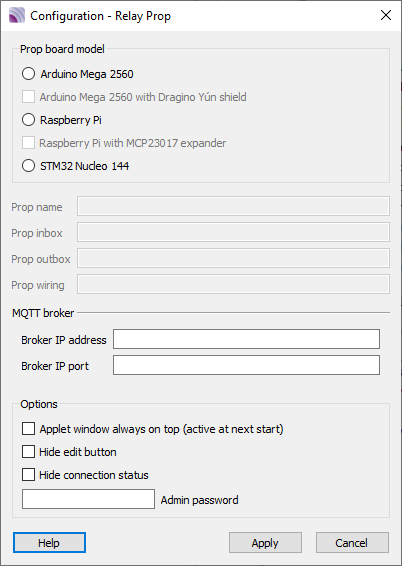 Configuration - Relay Prop
Prop board model
Arduino Mega 2560
Arduino Mega 2560 with Dragino Yún shield
Raspberry Pi
Raspberry Pi with MCP23017 expander
STM32 Nucleo 144
Prop name
Prop inbox
Prop outbox
Prop wiring
MQTT broker
Broker IP address
Broker IP port
Options
Applet window always on top (active at next start)
Hide edit button
Hide connection status
Admin password
Help Apply Cancel